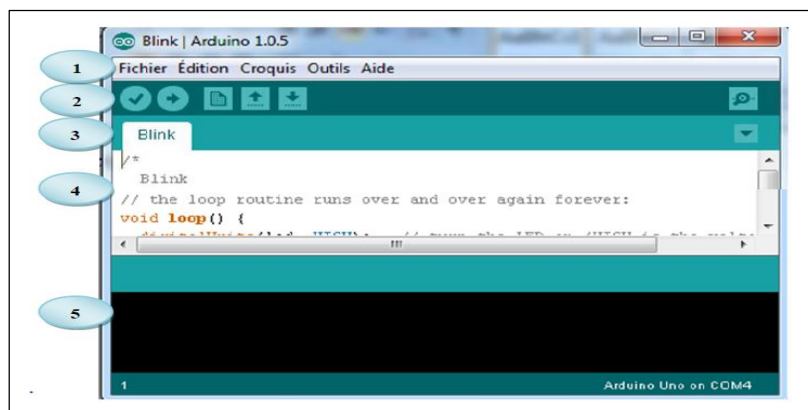 Blink | Arduino 1.0.5
1
Fichier Édition Croquis Outils Aide
2
3
Blink
/*
Blink
4
// the loop routine runs over and over again forever:
void loop() {
5
1
Arduino Uno on COM4